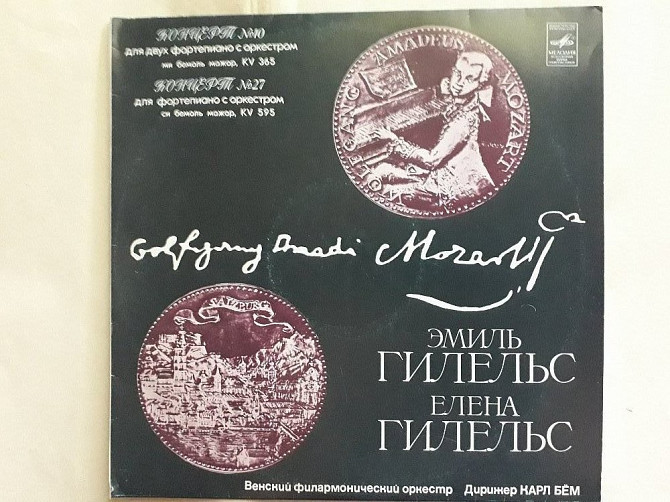 КОНЦЕРТ №10
для двух фортепиано с оркестром
ми бемоль мажор, KV 365
КОНЦЕРТ №27
для фортепиано с оркестром
си бемоль мажор, KV 595
WOLFGANG AMADEUS MOZART
МЕЛОДИЯ
Mozart
SALZBURG
ЭМИЛЬ
ГИЛЕЛЬС
ЕЛЕНА
ГИЛЕЛЬС
Венский филармонический оркестр Дирижер КАРЛ БЁМ